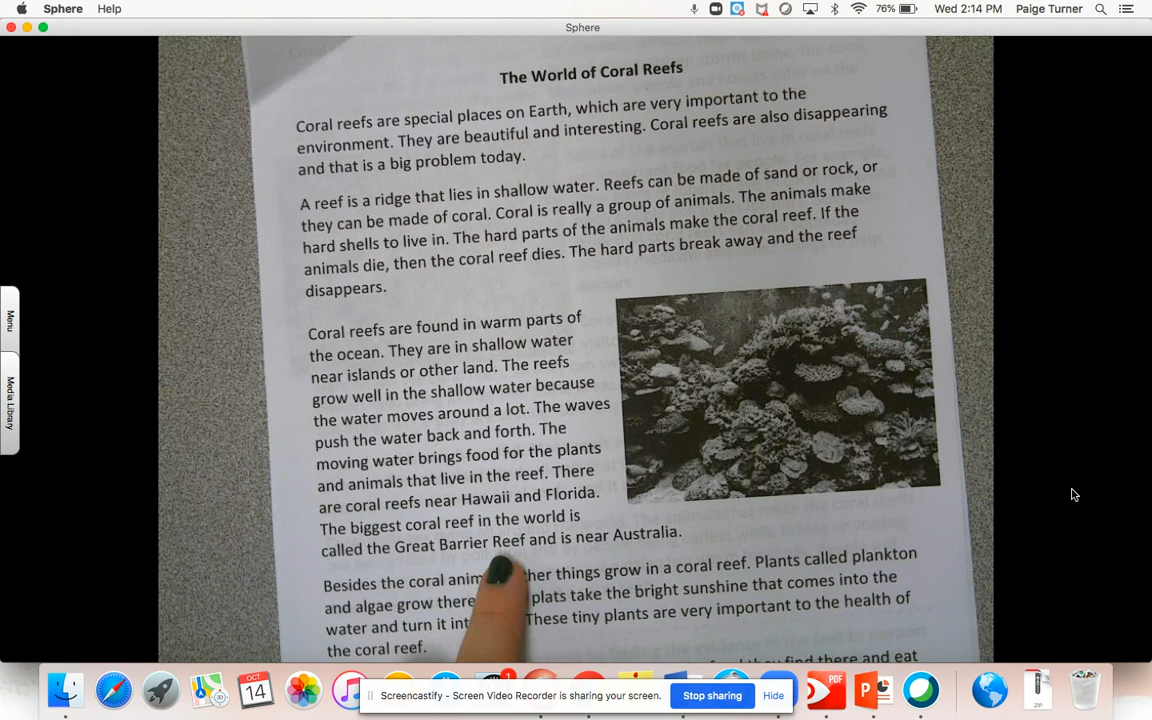 Sphere Help 76% Wed 2:14 PM Paige Turner
Sphere
The World of Coral Reefs
Coral reefs are special places on Earth, which are very important to the
environment. They are beautiful and interesting. Coral reefs are also disappearing
and that is a big problem today.
A reef is a ridge that lies in shallow water. Reefs can be made of sand or rock, or
they can be made of coral. Coral is really a group of animals. The animals make
hard shells to live in. The hard parts of the animals make the coral reef. If the
animals die, then the coral reef dies. The hard parts break away and the reef
disappears.
Coral reefs are found in warm parts of
the ocean. They are in shallow water
near islands or other land. The reefs
grow well in the shallow water because
the water moves around a lot. The waves
push the water back and forth. The
moving water brings food for the plants
and animals that live in the reef. There
are coral reefs near Hawaii and Florida.
The biggest coral reef in the world is
called the Great Barrier Reef and is near Australia.
Besides the coral things grow in a coral reef. Plants called plankton
and algae grow there plats take the bright sunshine that comes into the
water and turn it These tiny plants are very important to the health of
the coral reef.
find there and eat
Menu
Media Library
OCT
14
1
Screencastify - Screen Video Recorder is sharing your screen.
Stop sharing
Hide
PDF
P
ZIP